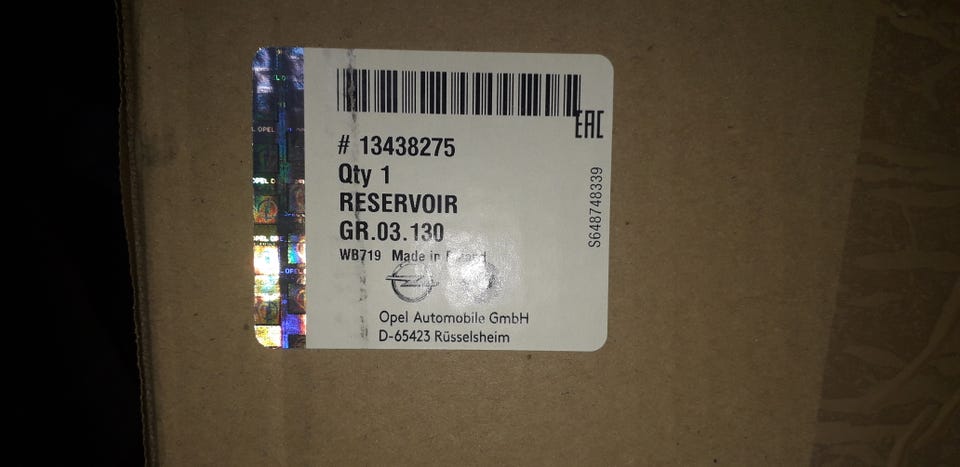 EAC
# 13438275
Qty 1
RESERVOIR
GR.03.130
WB719 Made in
Opel Automobile GmbH
D-65423 Rüsselsheim
S648748339